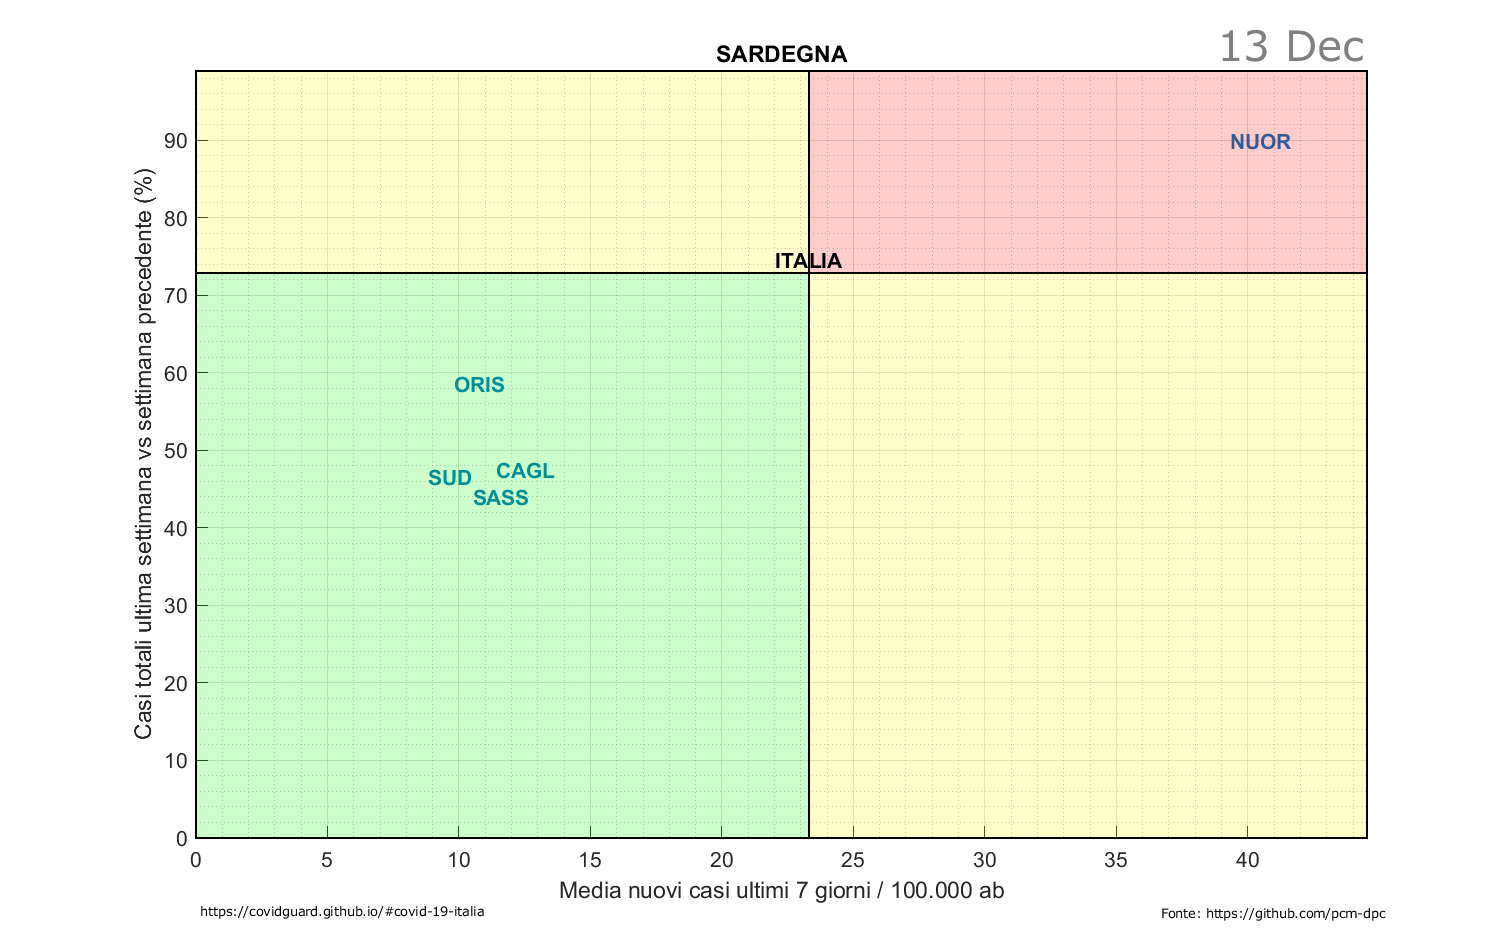 13 Dec
SARDEGNA
Casi totali ultima settimana vs settimana precedente (%)
90
80
70
60
50
40
30
20
10
0
NUOR
ITALIA
ORIS
CAGL
SUD
SASS
0 5 10 15 20 25 30 35 40
Media nuovi casi ultimi 7 giorni / 100.000 ab
https://covidguard.github.io/#covid-19-italia
Fonte: https://github.com/pcm-dpc